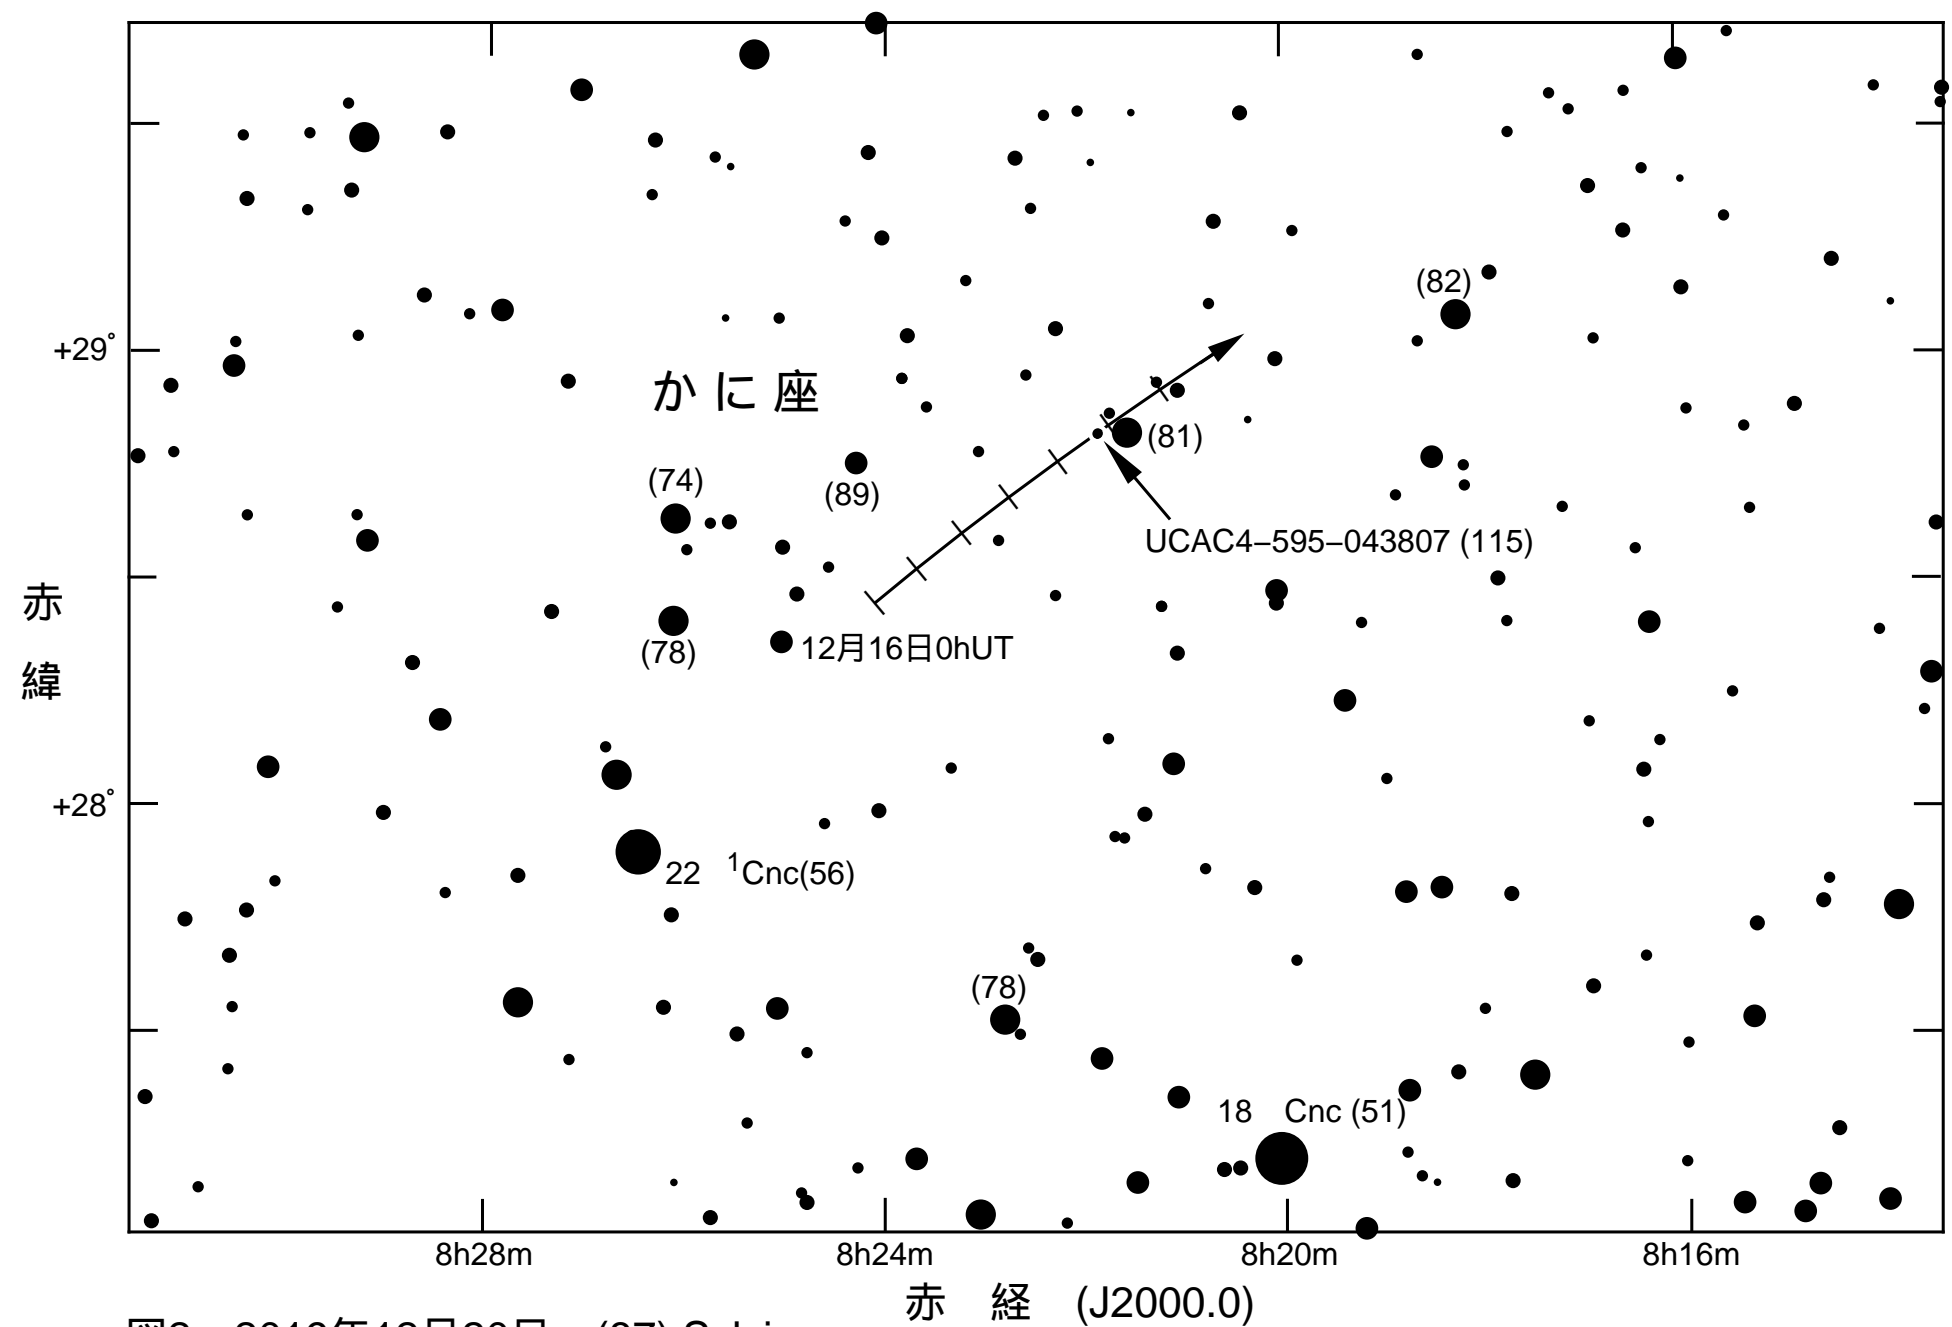 (82)
+29°
かに座
(81)
(74)
(89)
UCAC4–595–043807 (115)
(78)
12月16日0hUT
赤緯
+28°
22 ¹Cnc(56)
(78)
18 Cnc (51)
8h28m 8h24m 8h20m 8h16m
赤 経 (J2000.0)